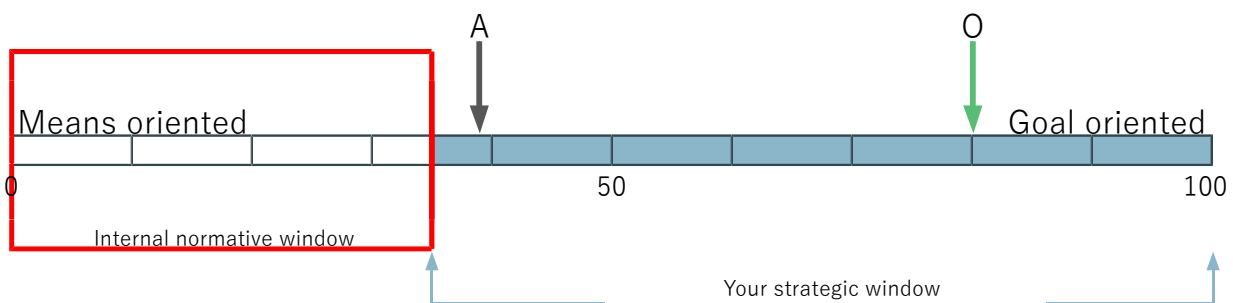 A
O
Means oriented
Goal oriented
0
50
100
Internal normative window
Your strategic window